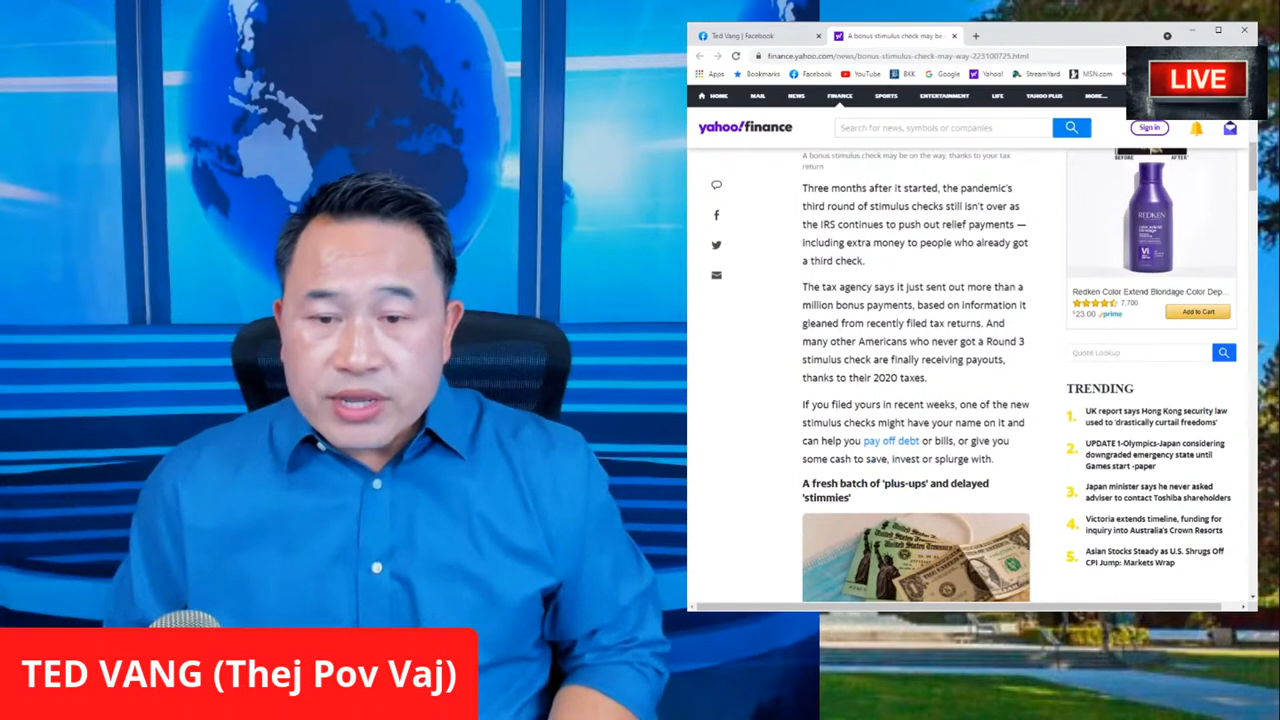 Ted Vang | Facebook
A bonus stimulus check may be
finance.yahoo.com/news/bonus-stimulus-check-may-way-223100725.html
Apps Bookmarks Facebook YouTube BKK Google Yahoo! StreamYard MSN.com
LIVE
HOME MAIL NEWS FINANCE SPORTS ENTERTAINMENT LIFE YAHOO PLUS MORE...
yahoo!finance
Search for news, symbols or companies
Sign in
A bonus stimulus check may be on the way, thanks to your tax
return
Three months after it started, the pandemic's
third round of stimulus checks still isn't over as
the IRS continues to push out relief payments —
including extra money to people who already got
a third check.
The tax agency says it just sent out more than a
million bonus payments, based on information it
gleaned from recently filed tax returns. And
many other Americans who never got a Round 3
stimulus check are finally receiving payouts,
thanks to their 2020 taxes.
If you filed yours in recent weeks, one of the new
stimulus checks might have your name on it and
can help you pay off debt or bills, or give you
some cash to save, invest or splurge with.
A fresh batch of 'plus-ups' and delayed
'stimmies'
BEFORE AFTER
REDKEN
Vi
Redken Color Extend Blondage Color Dep...
7,700
$23.00 prime
Add to Cart
Quote Lookup
TRENDING
1. UK report says Hong Kong security law
used to 'drastically curtail freedoms'
2. UPDATE 1-Olympics-Japan considering
downgraded emergency state until
Games start -paper
3. Japan minister says he never asked
adviser to contact Toshiba shareholders
4. Victoria extends timeline, funding for
inquiry into Australia's Crown Resorts
5. Asian Stocks Steady as U.S. Shrugs Off
CPI Jump: Markets Wrap
TED VANG (Thej Pov Vaj)